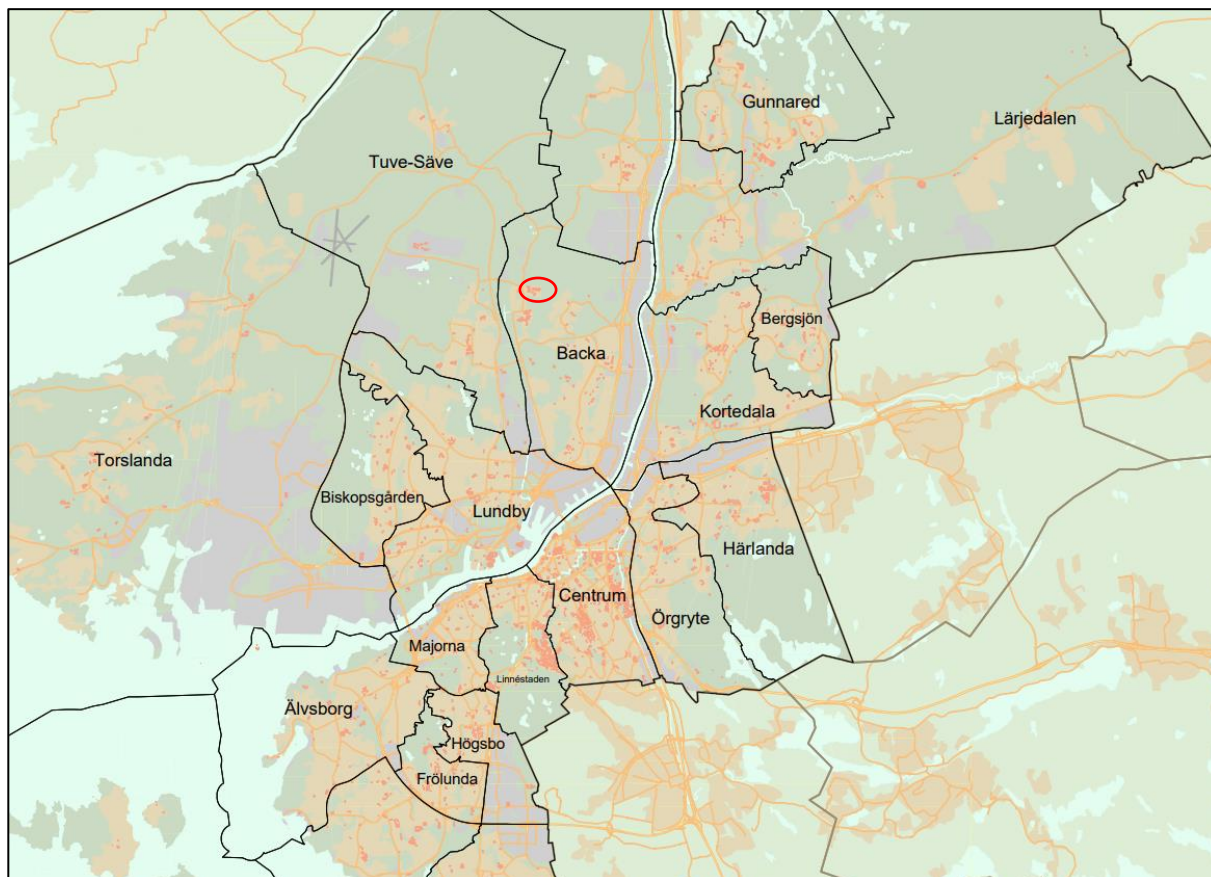 Gunnared
Lärjedalen
Tuve-Säve
Bergsjön
Backa
Kortedala
Torslanda
Biskopsgården
Lundby
Härlanda
Centrum
Örgryte
Majorna
Linnéstaden
Älvsborg
Högsbo
Frölunda